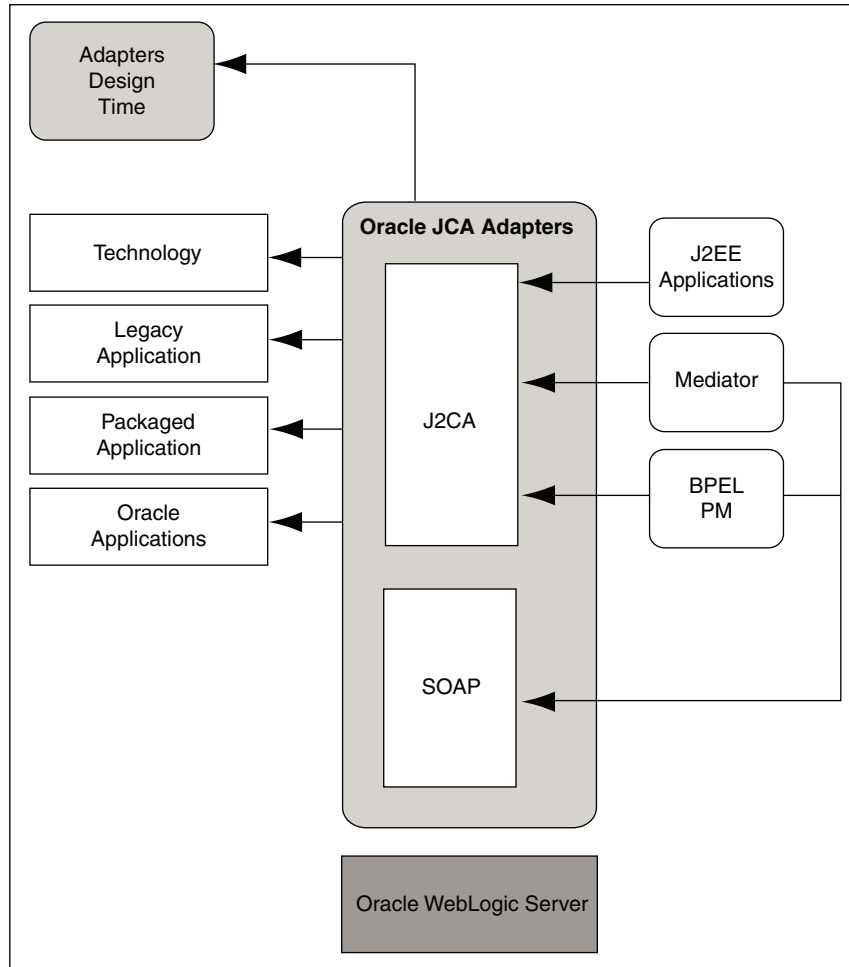 Adapters
Design
Time
Oracle JCA Adapters
Technology
Legacy
Application
Packaged
Application
Oracle
Applications
J2CA
SOAP
J2EE
Applications
Mediator
BPEL
PM
Oracle WebLogic Server